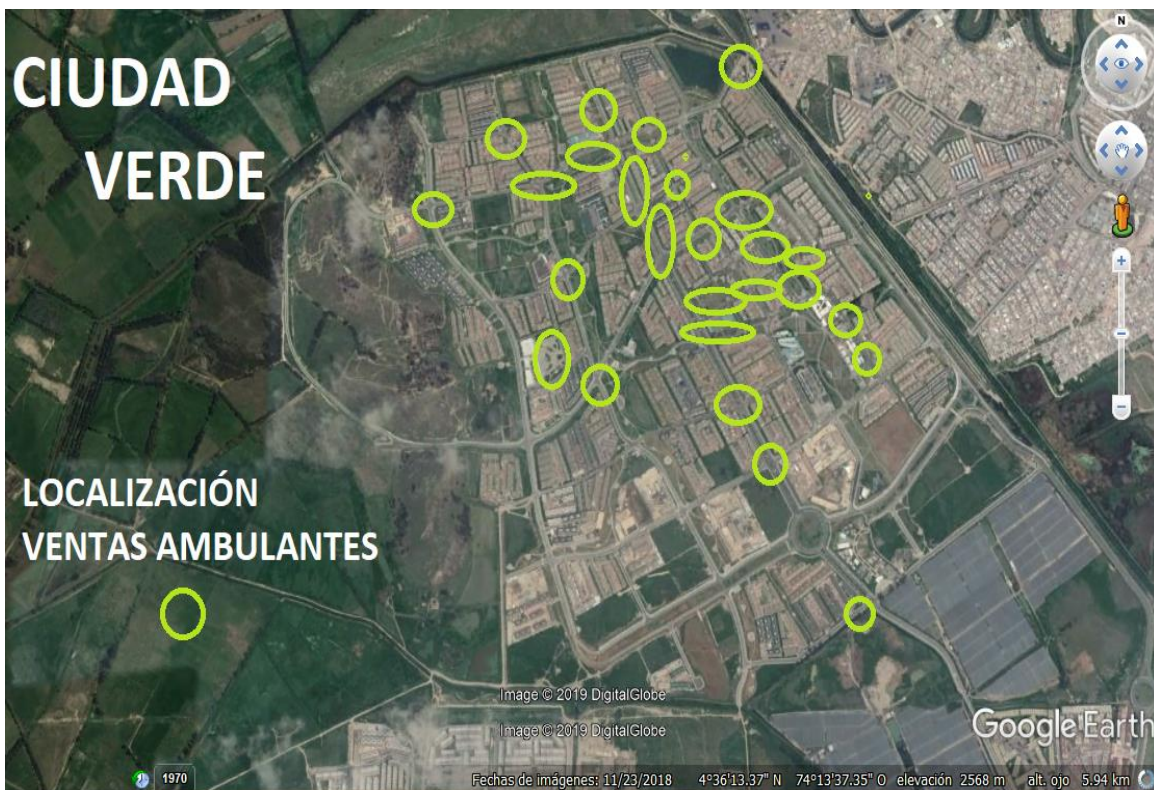 CIUDAD
VERDE
N
LOCALIZACIÓN
VENTAS AMBULANTES
Image © 2019 DigitalGlobe
Image © 2019 DigitalGlobe
Google Earth
1970
Fechas de imágenes: 11/23/2018 4°36'13.37" N 74°13'37.35" O elevación 2568 m alt. ojo 5.94 km